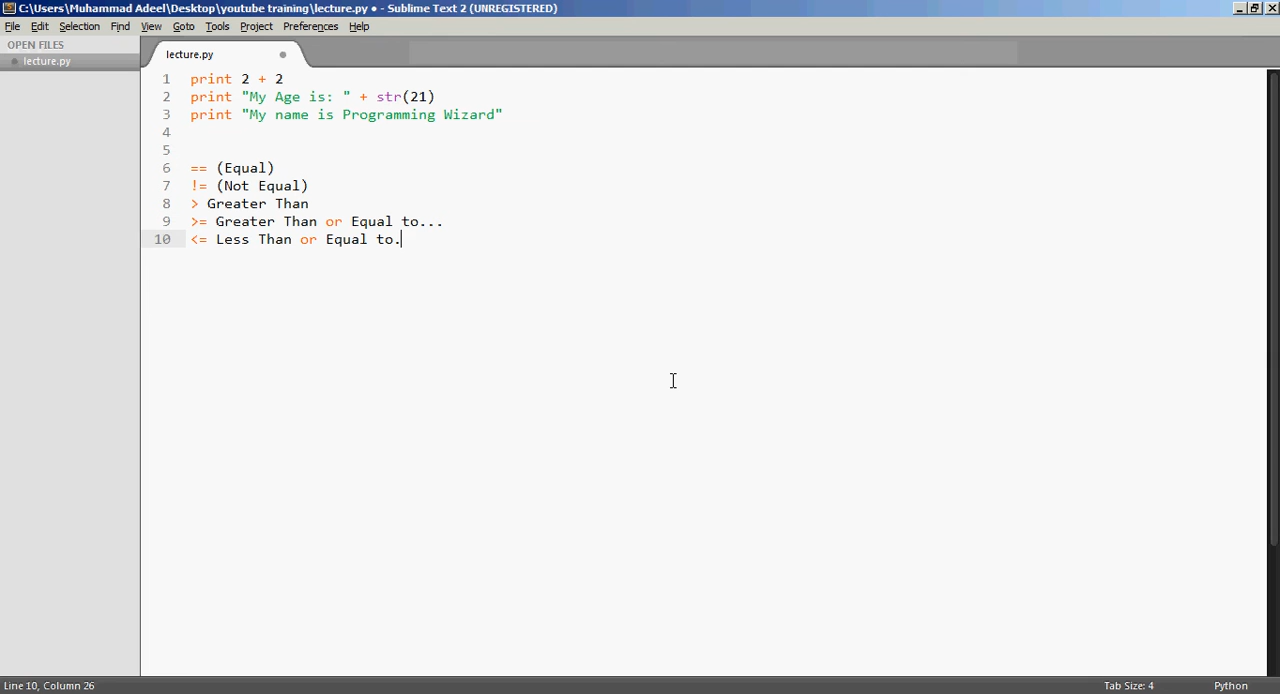 C:\Users\Muhammad Adeel\Desktop\youtube training\lecture.py • - Sublime Text 2 (UNREGISTERED)
File Edit Selection Find View Goto Tools Project Preferences Help
OPEN FILES
lecture.py
lecture.py
1 print 2 + 2
2 print "My Age is: " + str(21)
3 print "My name is Programming Wizard"
4
5
6 == (Equal)
7 != (Not Equal)
8 > Greater Than
9 >= Greater Than or Equal to...
10 <= Less Than or Equal to.
Line 10, Column 26 Tab Size: 4 Python